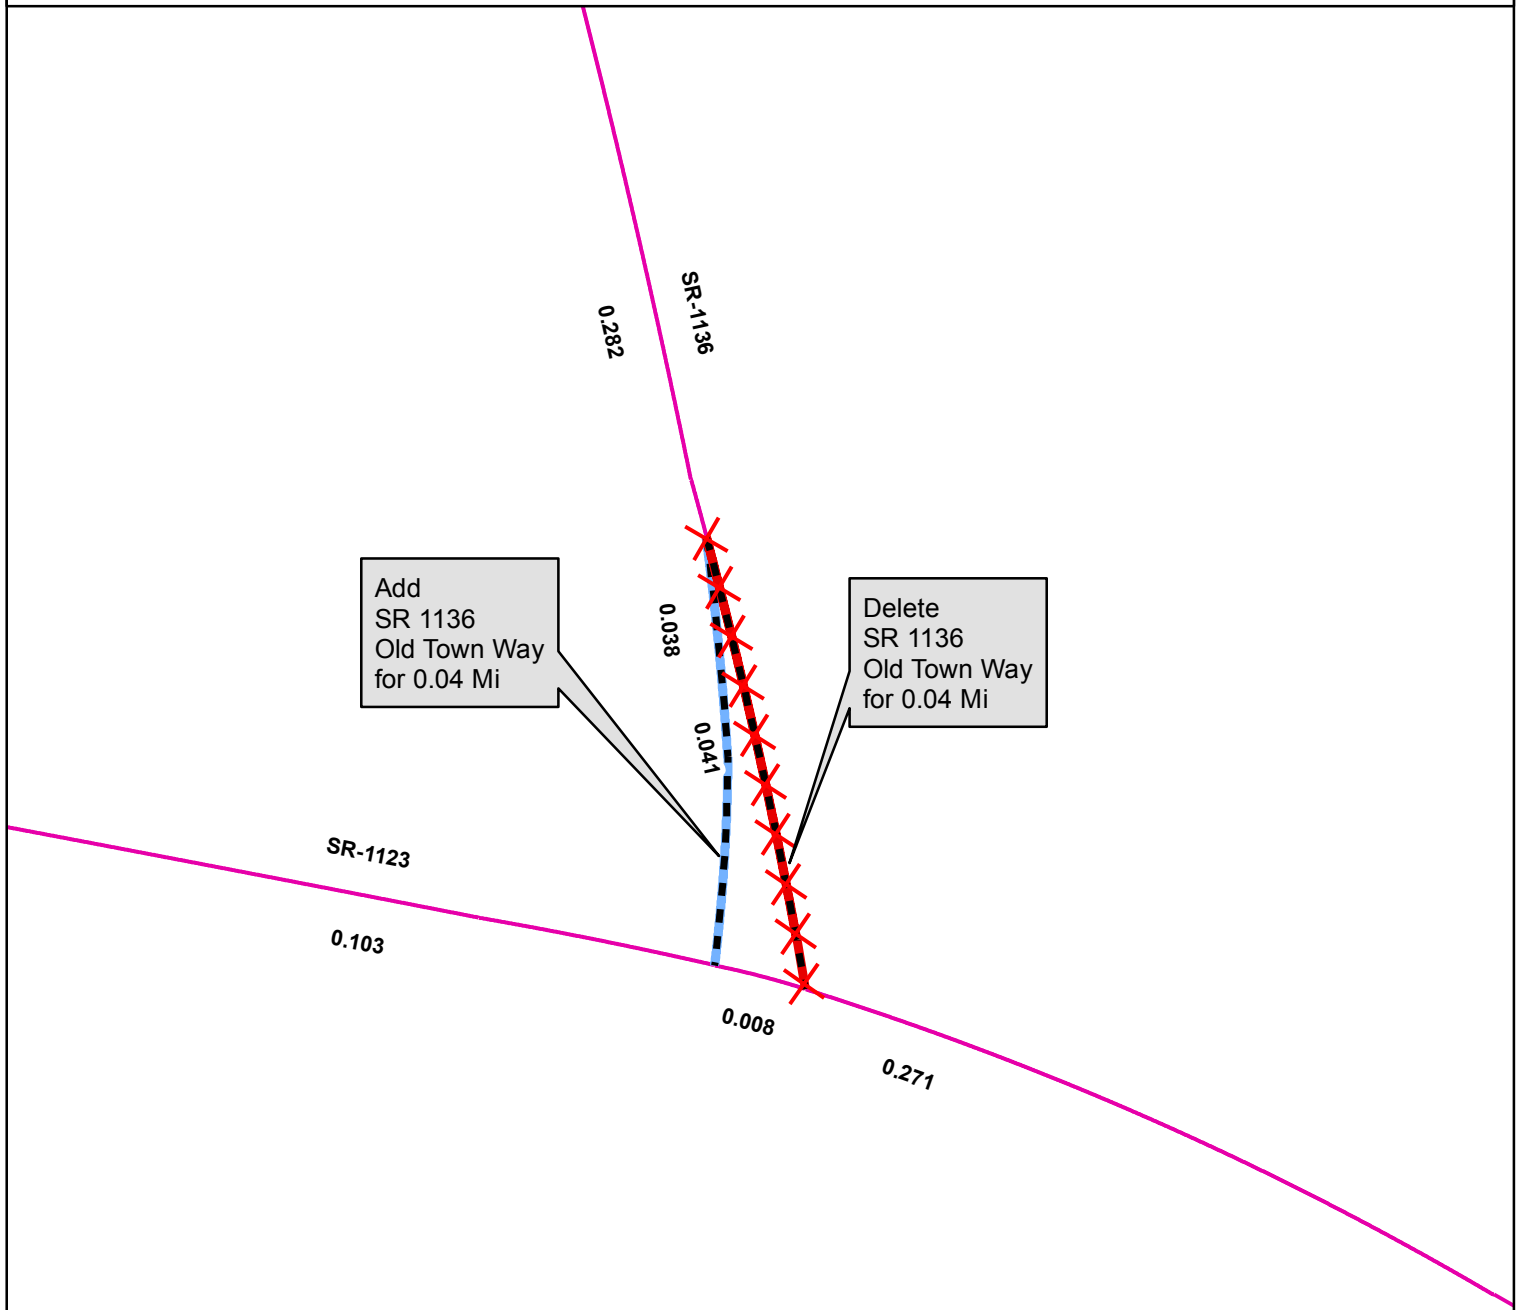 SR-1136
0.282
Add
SR 1136
Old Town Way
for 0.04 Mi
0.038
Delete
SR 1136
Old Town Way
for 0.04 Mi
0.041
SR-1123
0.103
0.008
0.271